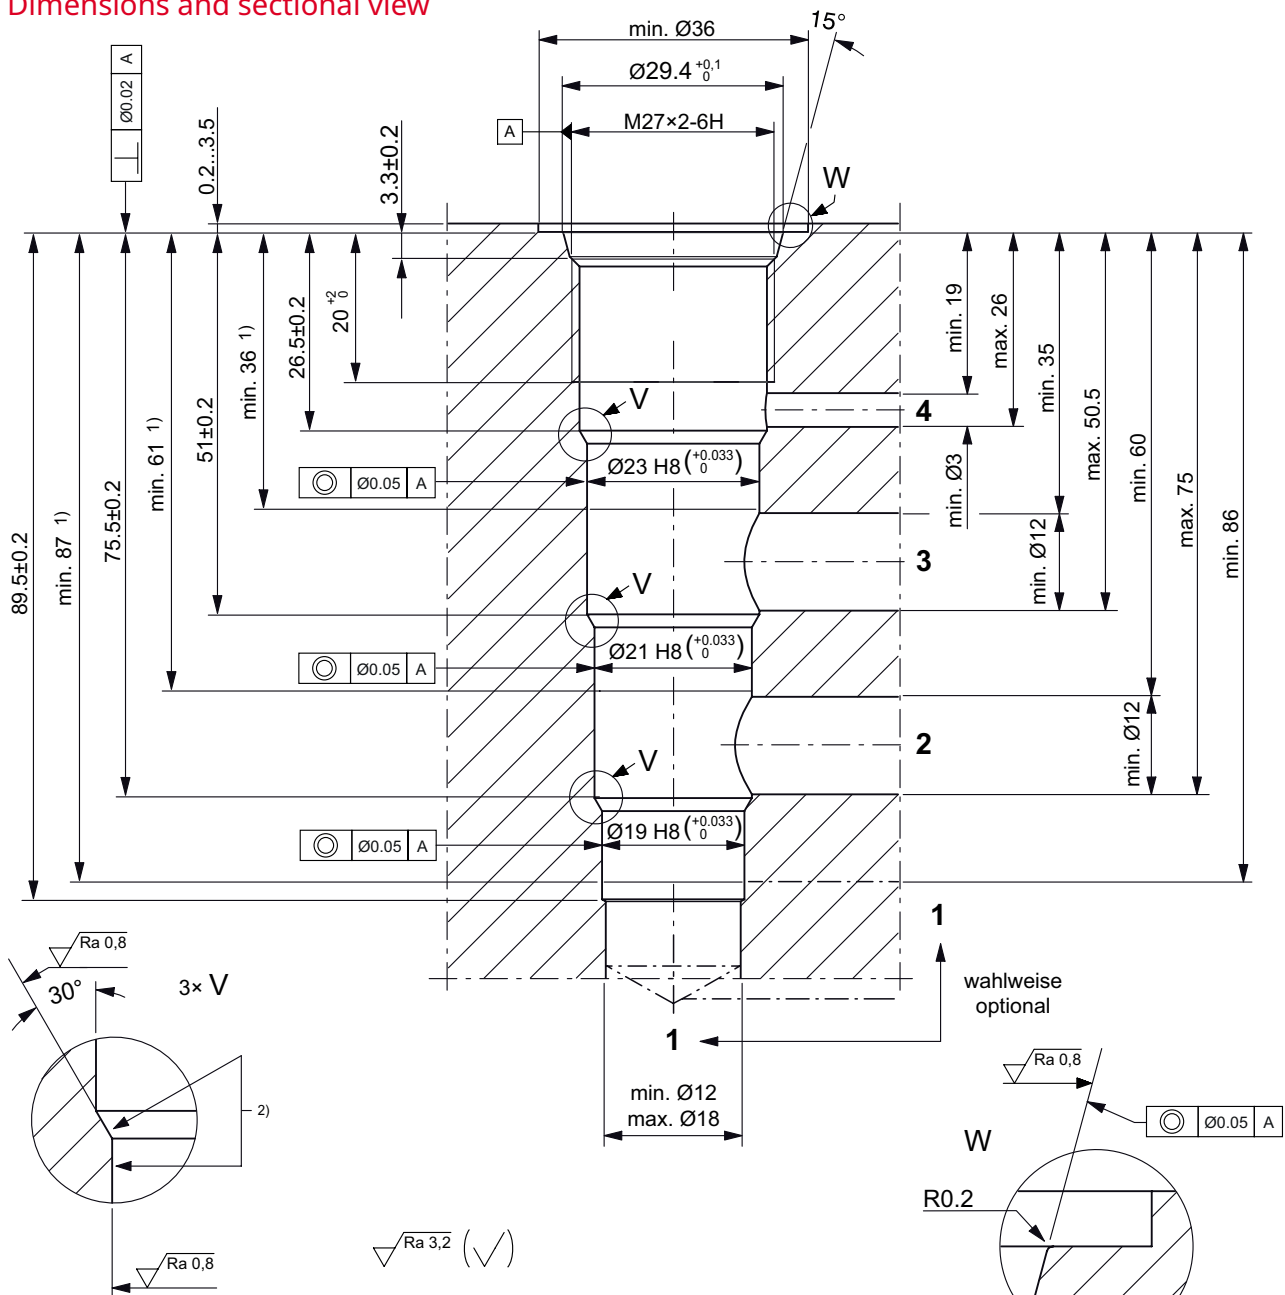 Dimensions and sectional view
min. Ø36
15°
Ø29.4 +0,1 0
M27×2-6H
A
Ø0.02 A
0.2...3.5
3.3±0.2
W
89.5±0.2
min. 87 1)
75.5±0.2
min. 61 1)
51±0.2
min. 36 1)
26.5±0.2
20 +2 0
min. 19
max. 26
min. 35
max. 50.5
min. 60
max. 75
min. 86
V
4
Ø0.05 A
Ø23 H8 (+0.033 0)
min. Ø3
min. Ø12
3
V
Ø0.05 A
Ø21 H8 (+0.033 0)
min. Ø12
2
V
Ø0.05 A
Ø19 H8 (+0.033 0)
1
wahlweise
optional
1
min. Ø12
max. Ø18
Ra 0,8
30°
3× V
2)
Ra 0,8
Ra 3,2
Ra 0,8
Ø0.05 A
W
R0.2